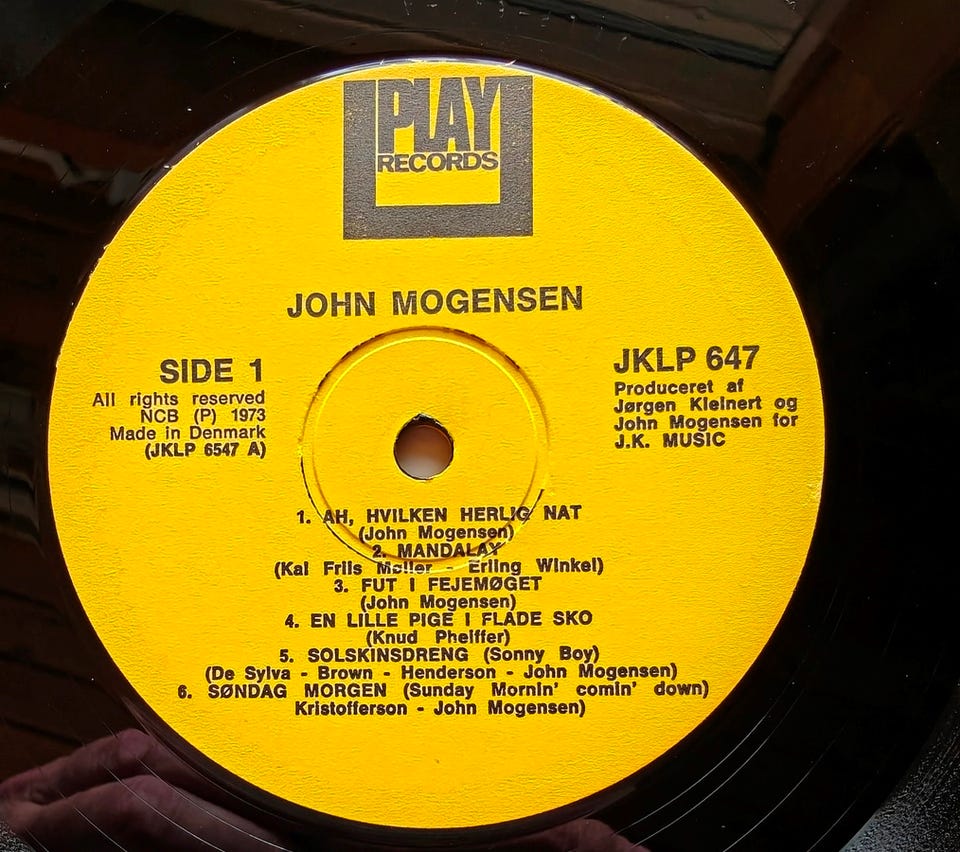 PLAY
RECORDS
JOHN MOGENSEN
SIDE 1
All rights reserved
NCB (P) 1973
Made in Denmark
(JKLP 6547 A)
JKLP 647
Produceret af
Jørgen Kleinert og
John Mogensen for
J.K. MUSIC
1. AH, HVILKEN HERLIG NAT
(John Mogensen)
2. MANDALAY
(Kai Friis Møller - Erling Winkel)
3. FUT I FEJEMØGET
(John Mogensen)
4. EN LILLE PIGE I FLADE SKO
(Knud Pheiffer)
5. SOLSKINSDRENG (Sonny Boy)
(De Sylva - Brown - Henderson - John Mogensen)
6. SØNDAG MORGEN (Sunday Mornin' comin' down)
Kristofferson - John Mogensen)